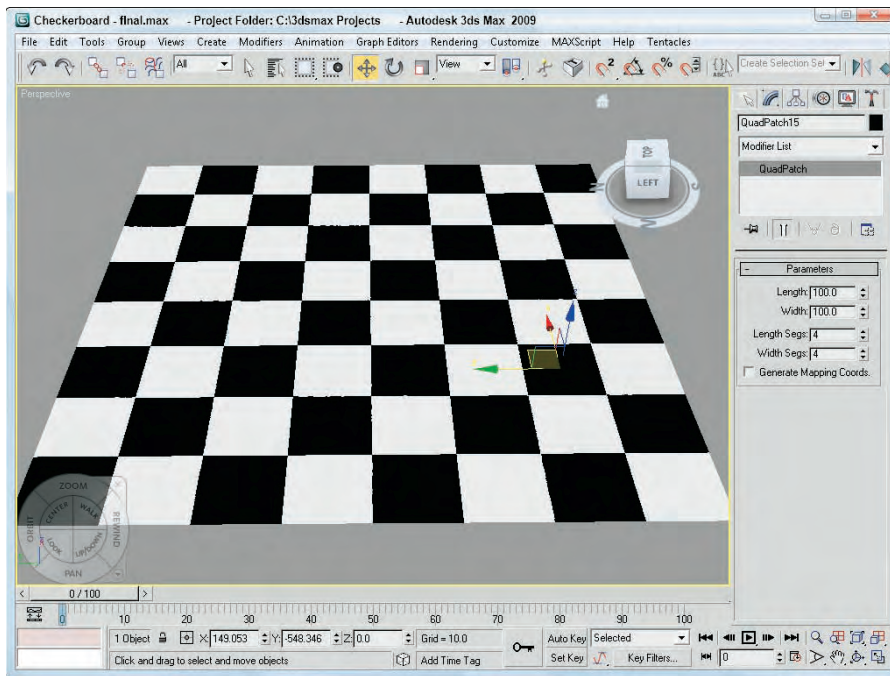 Checkerboard - final.max - Project Folder: C:\3dsmax Projects - Autodesk 3ds Max 2009
File Edit Tools Group Views Create Modifiers Animation Graph Editors Rendering Customize MAXScript Help Tentacles
All View Create Selection Set
Perspective
TOP
LEFT
QuadPatch15
Modifier List
QuadPatch
- Parameters
Length: 100.0
Width: 100.0
Length Segs: 4
Width Segs: 4
Generate Mapping Coords.
ZOOM
CENTER WALK
ORBIT REWIND
LOOK UP/DOWN
PAN
< 0 / 100 >
0 10 20 30 40 50 60 70 80 90 100
1 Object X: 149.053 Y: -548.346 Z: 0.0 Grid = 10.0 Auto Key Selected
Click and drag to select and move objects Add Time Tag Set Key Key Filters... 0